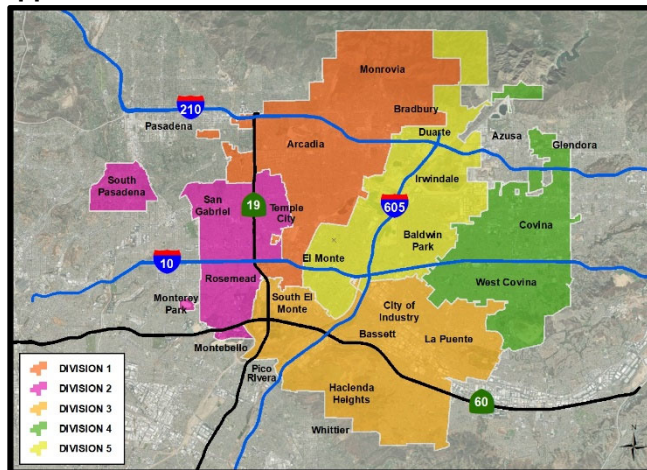 Monrovia
210
Bradbury
Pasadena
Duarte
Azusa
Glendora
Arcadia
South
Pasadena
San
Gabriel
19
Temple
City
Irwindale
605
Baldwin
Park
Covina
10
El Monte
Rosemead
West Covina
Monterey
Park
South El
Monte
City of
Industry
Bassett
La Puente
Montebello
Pico
Rivera
Hacienda
Heights
60
Whittier
DIVISION 1
DIVISION 2
DIVISION 3
DIVISION 4
DIVISION 5
N